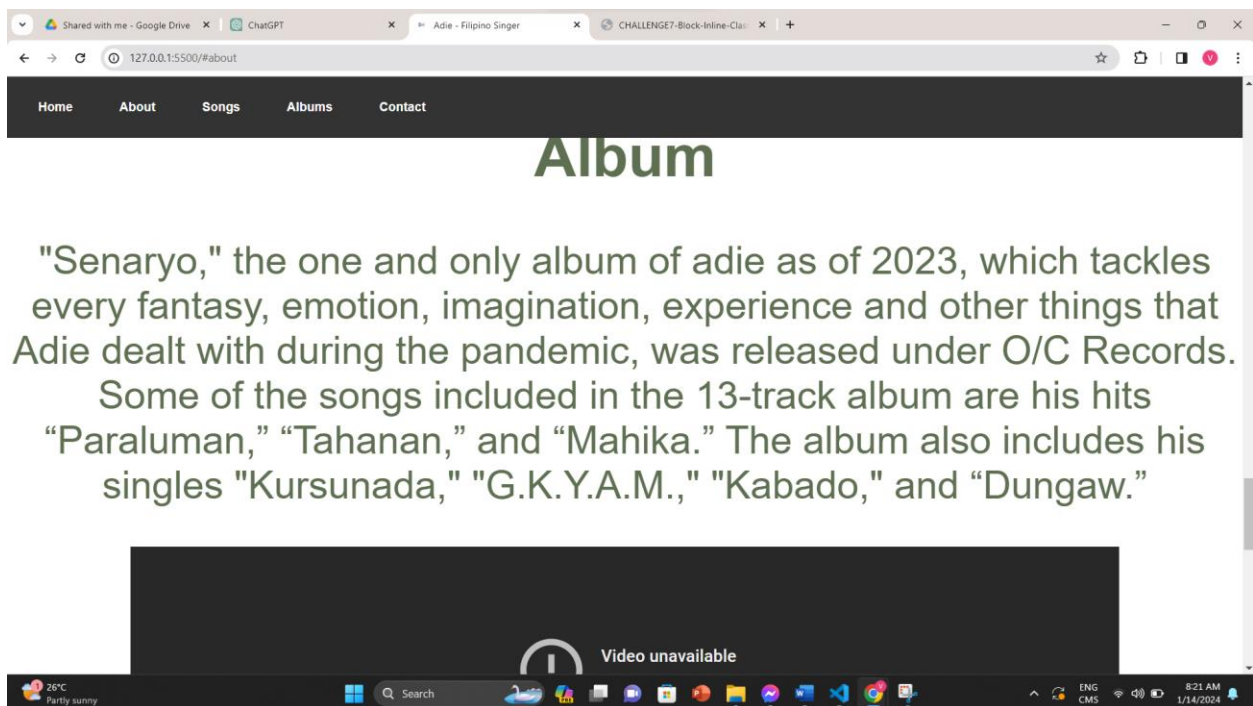 Shared with me - Google Drive
ChatGPT
Adie - Filipino Singer
CHALLENGE7-Block-Inline-Clas
127.0.0.1:5500/#about
V
Home About Songs Albums Contact
Album
"Senaryo," the one and only album of adie as of 2023, which tackles
every fantasy, emotion, imagination, experience and other things that
Adie dealt with during the pandemic, was released under O/C Records.
Some of the songs included in the 13-track album are his hits
“Paraluman,” “Tahanan,” and “Mahika.” The album also includes his
singles "Kursunada," "G.K.Y.A.M.," "Kabado," and “Dungaw.”
Video unavailable
1
26°C
Partly sunny
Search
ENG
CMS
8:21 AM
1/14/2024